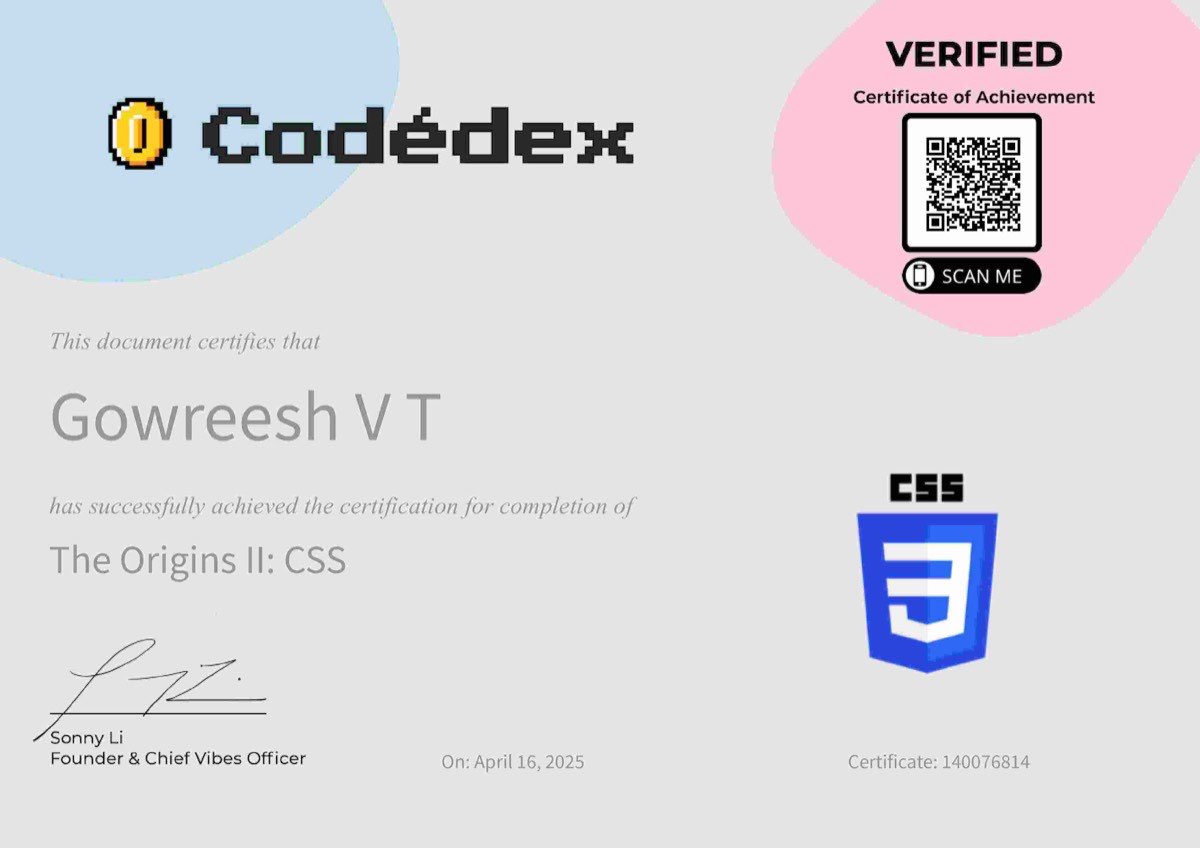 Codédex
VERIFIED
Certificate of Achievement
SCAN ME
This document certifies that
Gowreesh V T
has successfully achieved the certification for completion of
The Origins II: CSS
CSS
Sonny Li
Founder & Chief Vibes Officer
On: April 16, 2025
Certificate: 140076814